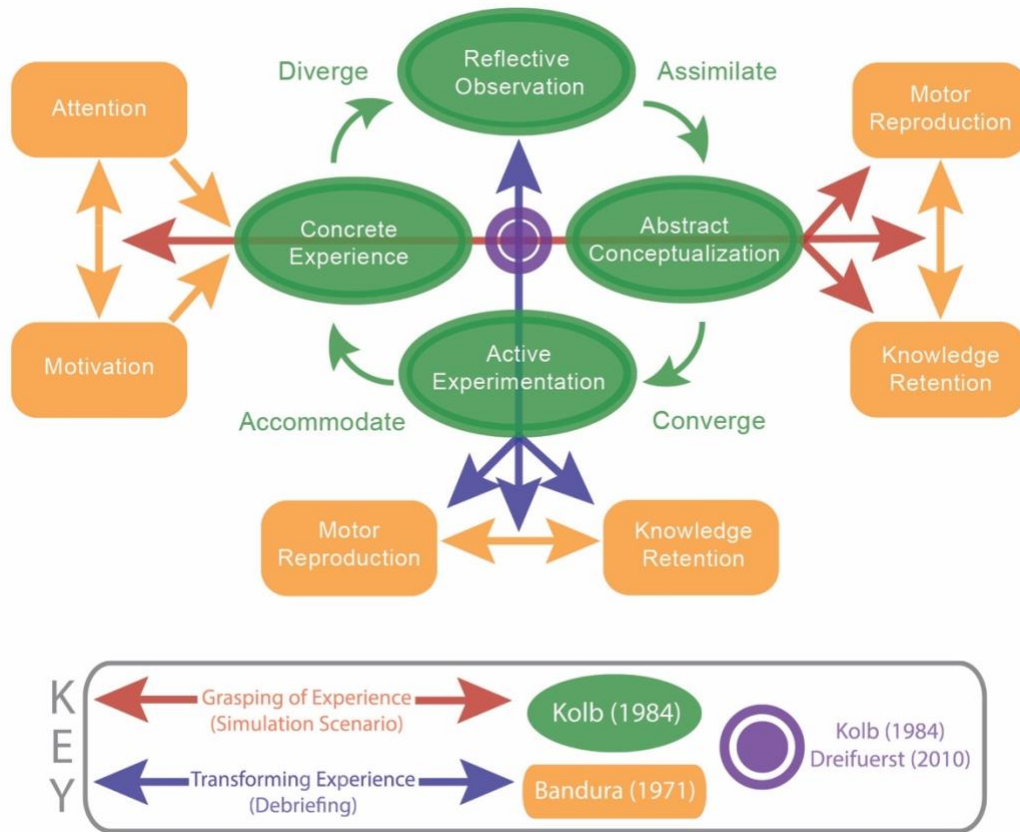 Reflective
Observation
Diverge
Assimilate
Attention
Motor
Reproduction
Concrete
Experience
Abstract
Conceptualization
Motivation
Active
Experimentation
Knowledge
Retention
Accommodate
Converge
Motor
Reproduction
Knowledge
Retention
KEY
Grasping of Experience
(Simulation Scenario)
Kolb (1984)
Transforming Experience
(Debriefing)
Bandura (1971)
Kolb (1984)
Dreifuerst (2010)